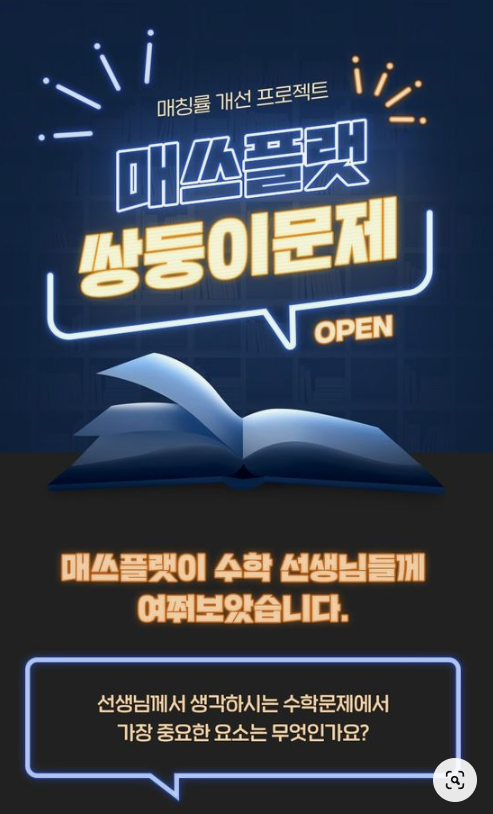 매칭률 개선 프로젝트
매쓰플랫
쌍둥이문제
OPEN
매쓰플랫이 수학 선생님들께
여쭤보았습니다.
선생님께서 생각하시는 수학문제에서
가장 중요한 요소는 무엇인가요?